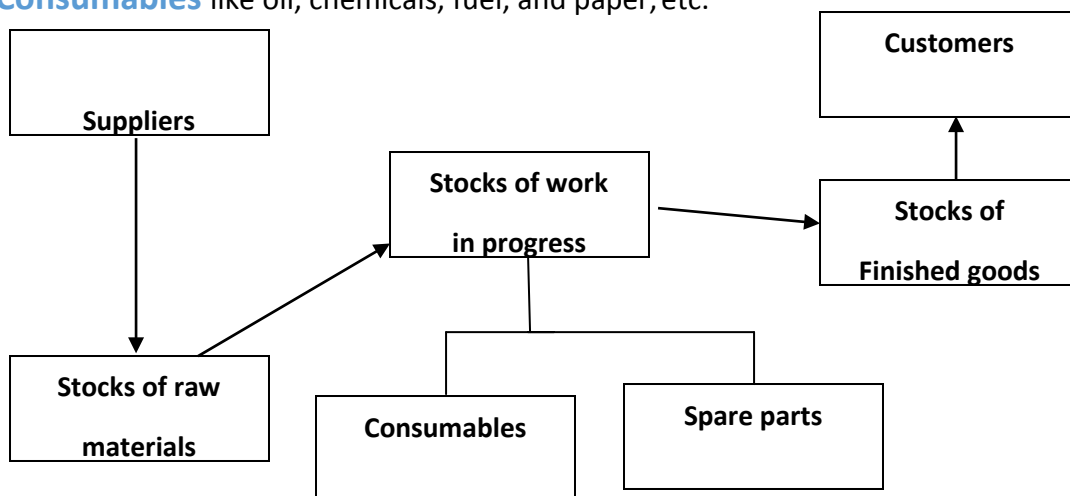 Consumables like oil, chemicals, fuel, and paper, etc.
Customers
Suppliers
Stocks of work
in progress
Stocks of
Finished goods
Stocks of raw
materials
Consumables
Spare parts